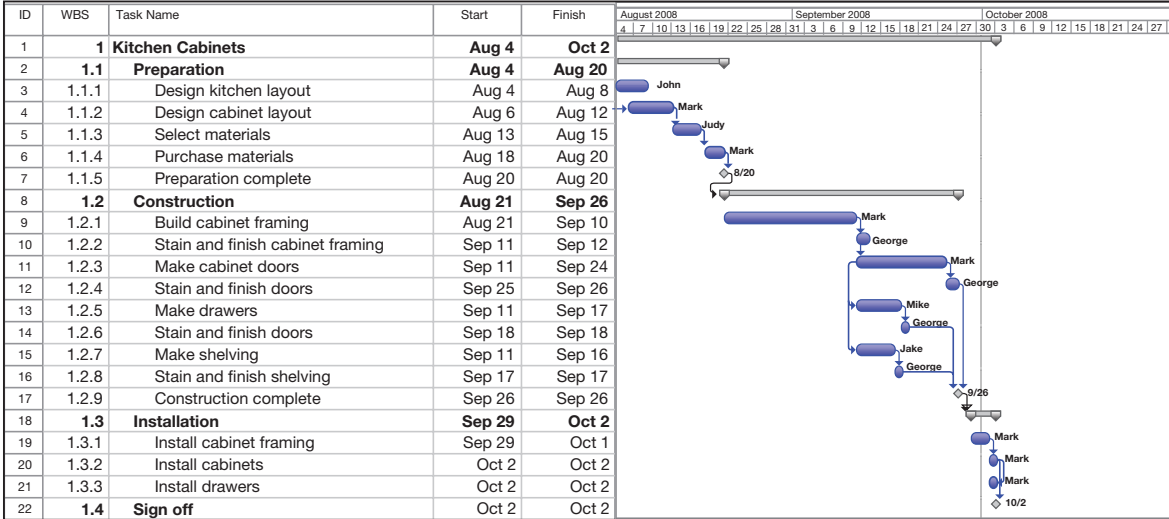 ID WBS Task Name Start Finish August 2008 September 2008 October 2008
4 7 10 13 16 19 22 25 28 31 3 6 9 12 15 18 21 24 27 30 3 6 9 12 15 18 21 24 27
1 1 Kitchen Cabinets Aug 4 Oct 2
2 1.1 Preparation Aug 4 Aug 20
3 1.1.1 Design kitchen layout Aug 4 Aug 8 John
4 1.1.2 Design cabinet layout Aug 6 Aug 12 Mark
5 1.1.3 Select materials Aug 13 Aug 15 Judy
6 1.1.4 Purchase materials Aug 18 Aug 20 Mark
7 1.1.5 Preparation complete Aug 20 Aug 20 8/20
8 1.2 Construction Aug 21 Sep 26
9 1.2.1 Build cabinet framing Aug 21 Sep 10 Mark
10 1.2.2 Stain and finish cabinet framing Sep 11 Sep 12 George
11 1.2.3 Make cabinet doors Sep 11 Sep 24 Mark
12 1.2.4 Stain and finish doors Sep 25 Sep 26 George
13 1.2.5 Make drawers Sep 11 Sep 17 Mike
14 1.2.6 Stain and finish doors Sep 18 Sep 18 George
15 1.2.7 Make shelving Sep 11 Sep 16 Jake
16 1.2.8 Stain and finish shelving Sep 17 Sep 17 George
17 1.2.9 Construction complete Sep 26 Sep 26 9/26
18 1.3 Installation Sep 29 Oct 2
19 1.3.1 Install cabinet framing Sep 29 Oct 1 Mark
20 1.3.2 Install cabinets Oct 2 Oct 2 Mark
21 1.3.3 Install drawers Oct 2 Oct 2 Mark
22 1.4 Sign off Oct 2 Oct 2 10/2